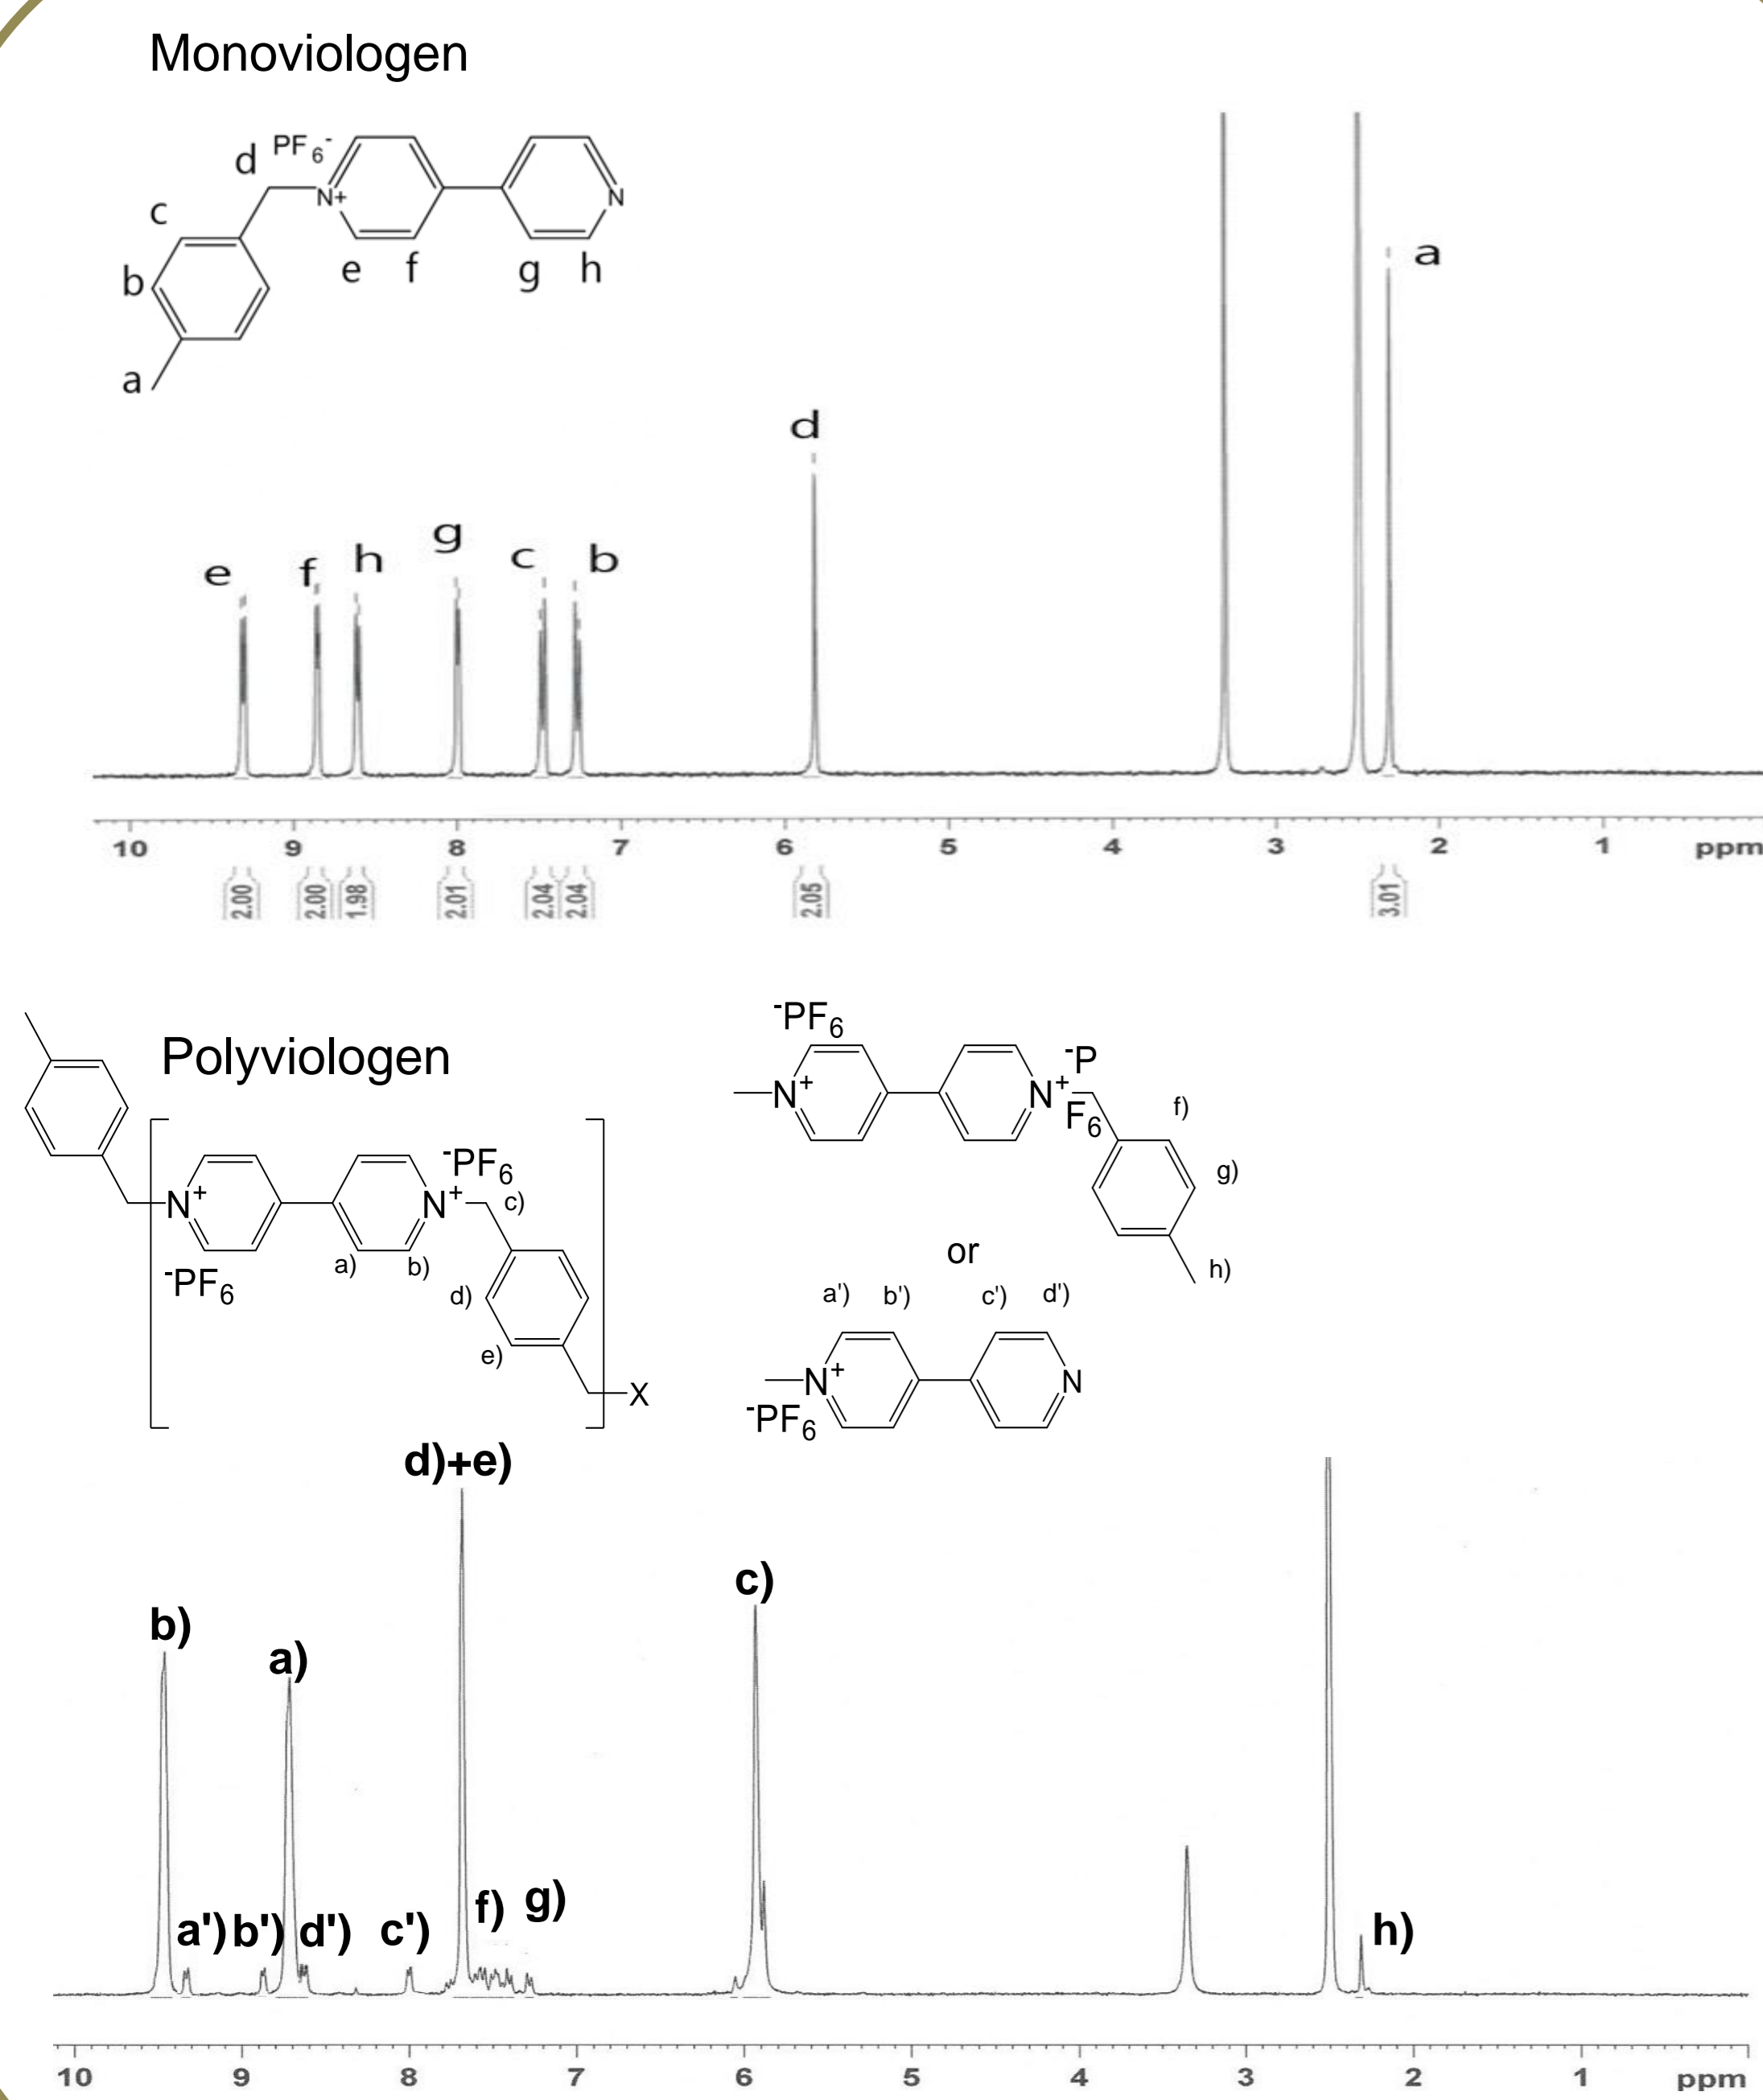 Monoviologen
d PF6-
c N+ N
b e f g h
a
a
d
g
e f h c b
10 9 8 7 6 5 4 3 2 1 ppm
2.00 2.00 1.98 2.01 2.04 2.04 2.05 3.01
-PF6
Polyviologen
N+ N+ -P
F6 f)
g)
-PF6
N+ N+ c)
a) b)
-PF6
d)
e)
X
or
h)
a') b') c') d')
N+ N
-PF6
d)+e)
c)
b)
a)
f) g)
a') b') d') c') h)
10 9 8 7 6 5 4 3 2 1 ppm